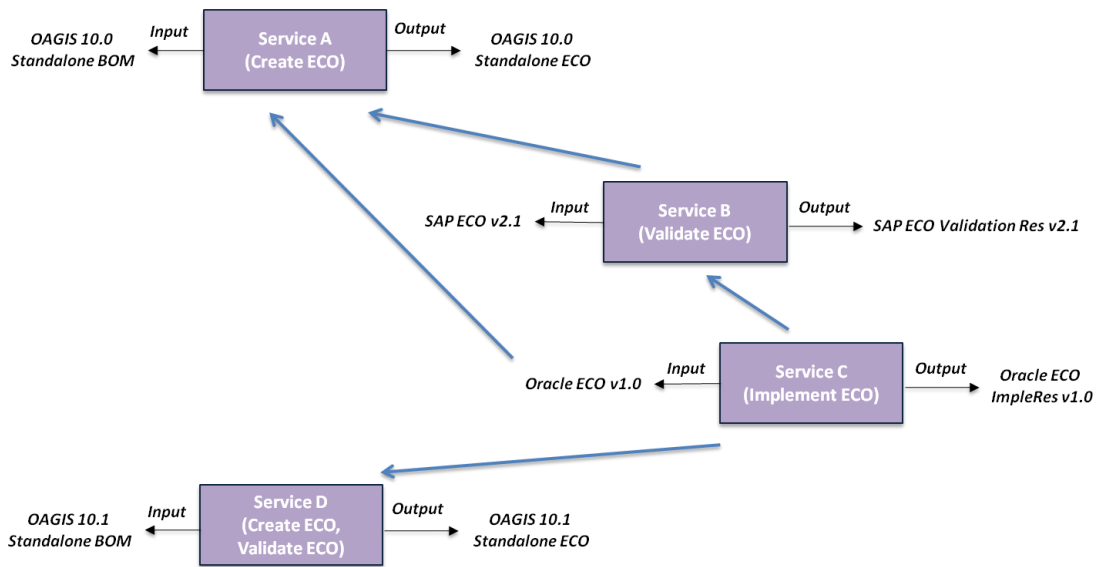 OAGIS 10.0
Standalone BOM
Input
Service A
(Create ECO)
Output
OAGIS 10.0
Standalone ECO
SAP ECO v2.1
Input
Service B
(Validate ECO)
Output
SAP ECO Validation Res v2.1
Oracle ECO v1.0
Input
Service C
(Implement ECO)
Output
Oracle ECO
ImpleRes v1.0
OAGIS 10.1
Standalone BOM
Input
Service D
(Create ECO,
Validate ECO)
Output
OAGIS 10.1
Standalone ECO